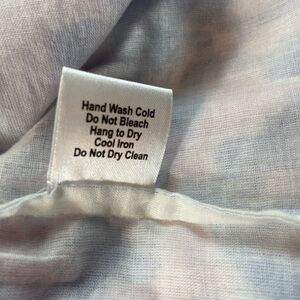 Hand Wash Cold
Do Not Bleach
Hang to Dry
Cool Iron
Do Not Dry Clean